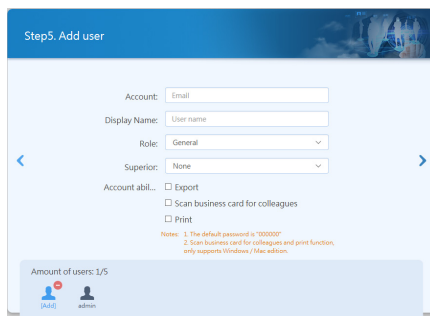 Step5. Add user
Account: Email
Display Name: User name
Role: General
Superior: None
Account abil... Export
Scan business card for colleagues
Print
Notes: 1. The default password is "000000"
2. Scan business card for colleagues and print function,
only supports Windows / Mac edition.
Amount of users: 1/5
[Add] admin